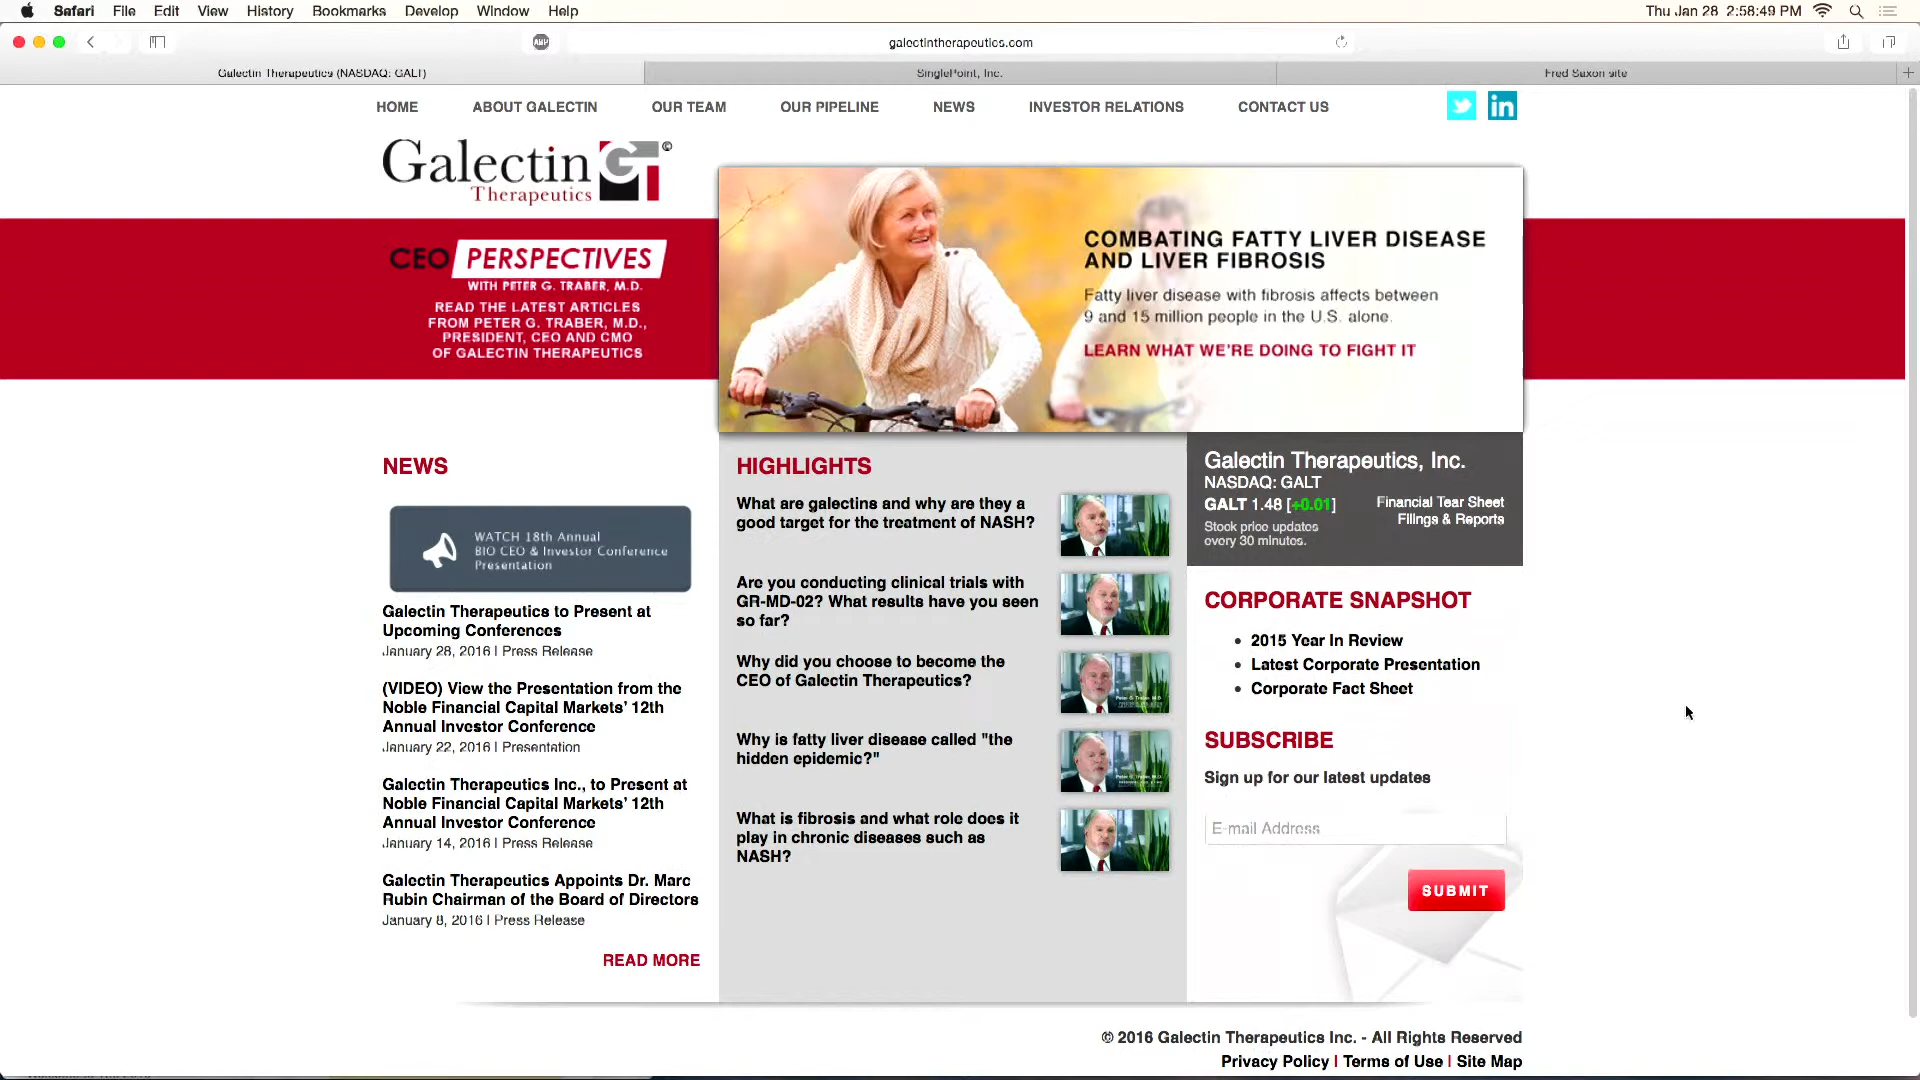 Safari File Edit View History Bookmarks Develop Window Help
Thu Jan 28 2:58:49 PM
ABP
galectintherapeutics.com
Galectin Therapeutics (NASDAQ: GALT)
SinglePoint, Inc.
Fred Saxon site
HOME ABOUT GALECTIN OUR TEAM OUR PIPELINE NEWS INVESTOR RELATIONS CONTACT US
in
Galectin GT ©
Therapeutics
CEO PERSPECTIVES
WITH PETER G. TRABER, M.D.
READ THE LATEST ARTICLES
FROM PETER G. TRABER, M.D.,
PRESIDENT, CEO AND CMO
OF GALECTIN THERAPEUTICS
COMBATING FATTY LIVER DISEASE
AND LIVER FIBROSIS
Fatty liver disease with fibrosis affects between
9 and 15 million people in the U.S. alone.
LEARN WHAT WE'RE DOING TO FIGHT IT
NEWS
WATCH 18th Annual
BIO CEO & Investor Conference
Presentation
Galectin Therapeutics to Present at
Upcoming Conferences
January 28, 2016 | Press Release
(VIDEO) View the Presentation from the
Noble Financial Capital Markets' 12th
Annual Investor Conference
January 22, 2016 | Presentation
Galectin Therapeutics Inc., to Present at
Noble Financial Capital Markets' 12th
Annual Investor Conference
January 14, 2016 | Press Release
Galectin Therapeutics Appoints Dr. Marc
Rubin Chairman of the Board of Directors
January 8, 2016 | Press Release
READ MORE
HIGHLIGHTS
What are galectins and why are they a
good target for the treatment of NASH?
Are you conducting clinical trials with
GR-MD-02? What results have you seen
so far?
Why did you choose to become the
CEO of Galectin Therapeutics?
Peter G. Traber, M.D.
Why is fatty liver disease called "the
hidden epidemic?"
Peter G. Traber, M.D.
What is fibrosis and what role does it
play in chronic diseases such as
NASH?
Galectin Therapeutics, Inc.
NASDAQ: GALT
GALT 1.48 [+0.01]
Stock price updates
every 30 minutes.
Financial Tear Sheet
Filings & Reports
CORPORATE SNAPSHOT
• 2015 Year In Review
• Latest Corporate Presentation
• Corporate Fact Sheet
SUBSCRIBE
Sign up for our latest updates
E-mail Address
SUBMIT
© 2016 Galectin Therapeutics Inc. - All Rights Reserved
Privacy Policy | Terms of Use | Site Map